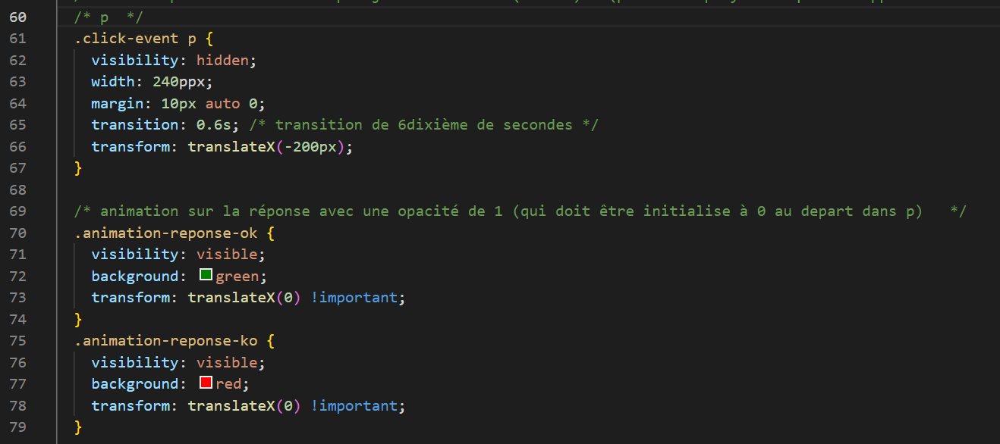 60 /* p  */
61 .click-event p {
62 visibility: hidden;
63 width: 240ppx;
64 margin: 10px auto 0;
65 transition: 0.6s; /* transition de 6dixième de secondes */
66 transform: translateX(-200px);
67 }
68
69 /* animation sur la réponse avec une opacité de 1 (qui doit être initialise à 0 au depart dans p)   */
70 .animation-reponse-ok {
71 visibility: visible;
72 background: green;
73 transform: translateX(0) !important;
74 }
75 .animation-reponse-ko {
76 visibility: visible;
77 background: red;
78 transform: translateX(0) !important;
79 }